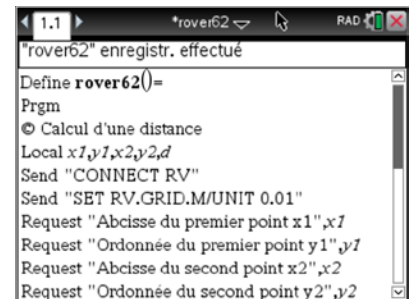 1.1 *rover62 RAD
"rover62" enregistr. effectué
Define rover62()=
Prgm
© Calcul d'une distance
Local x1,y1,x2,y2,d
Send "CONNECT RV"
Send "SET RV.GRID.M/UNIT 0.01"
Request "Abcisse du premier point x1",x1
Request "Ordonnée du premier point y1",y1
Request "Abcisse du second point x2",x2
Request "Ordonnée du second point y2",y2